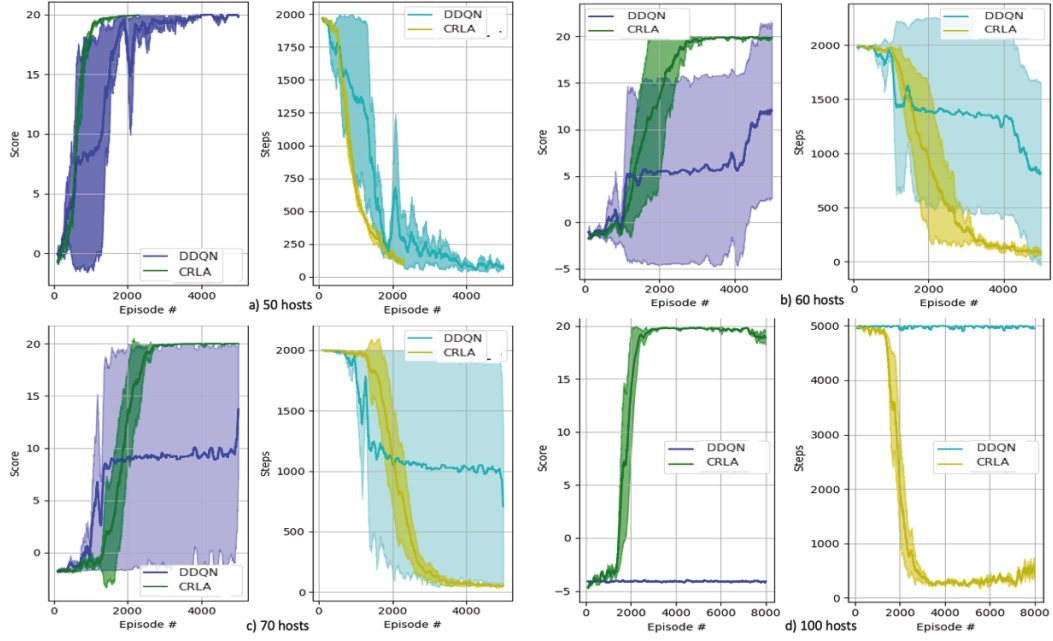 20
15
10
5
0
Score
DDQN
CRLA
0
2000
4000
Episode #
2000
1750
1500
1250
1000
750
500
250
0
Steps
DDQN
CRLA
0
2000
4000
Episode #
a) 50 hosts
20
15
10
5
0
−5
Score
DDQN
CRLA
0
2000
4000
Episode #
2000
1500
1000
500
0
Steps
DDQN
CRLA
0
2000
4000
Episode #
b) 60 hosts
20
15
10
5
0
Score
DDQN
CRLA
0
2000
4000
Episode #
2000
1500
1000
500
0
Steps
DDQN
CRLA
0
2000
4000
Episode #
c) 70 hosts
20
15
10
5
0
−5
Score
DDQN
CRLA
0
2000
4000
6000
8000
Episode #
5000
4000
3000
2000
1000
0
Steps
DDQN
CRLA
0
2000
4000
6000
8000
Episode #
d) 100 hosts